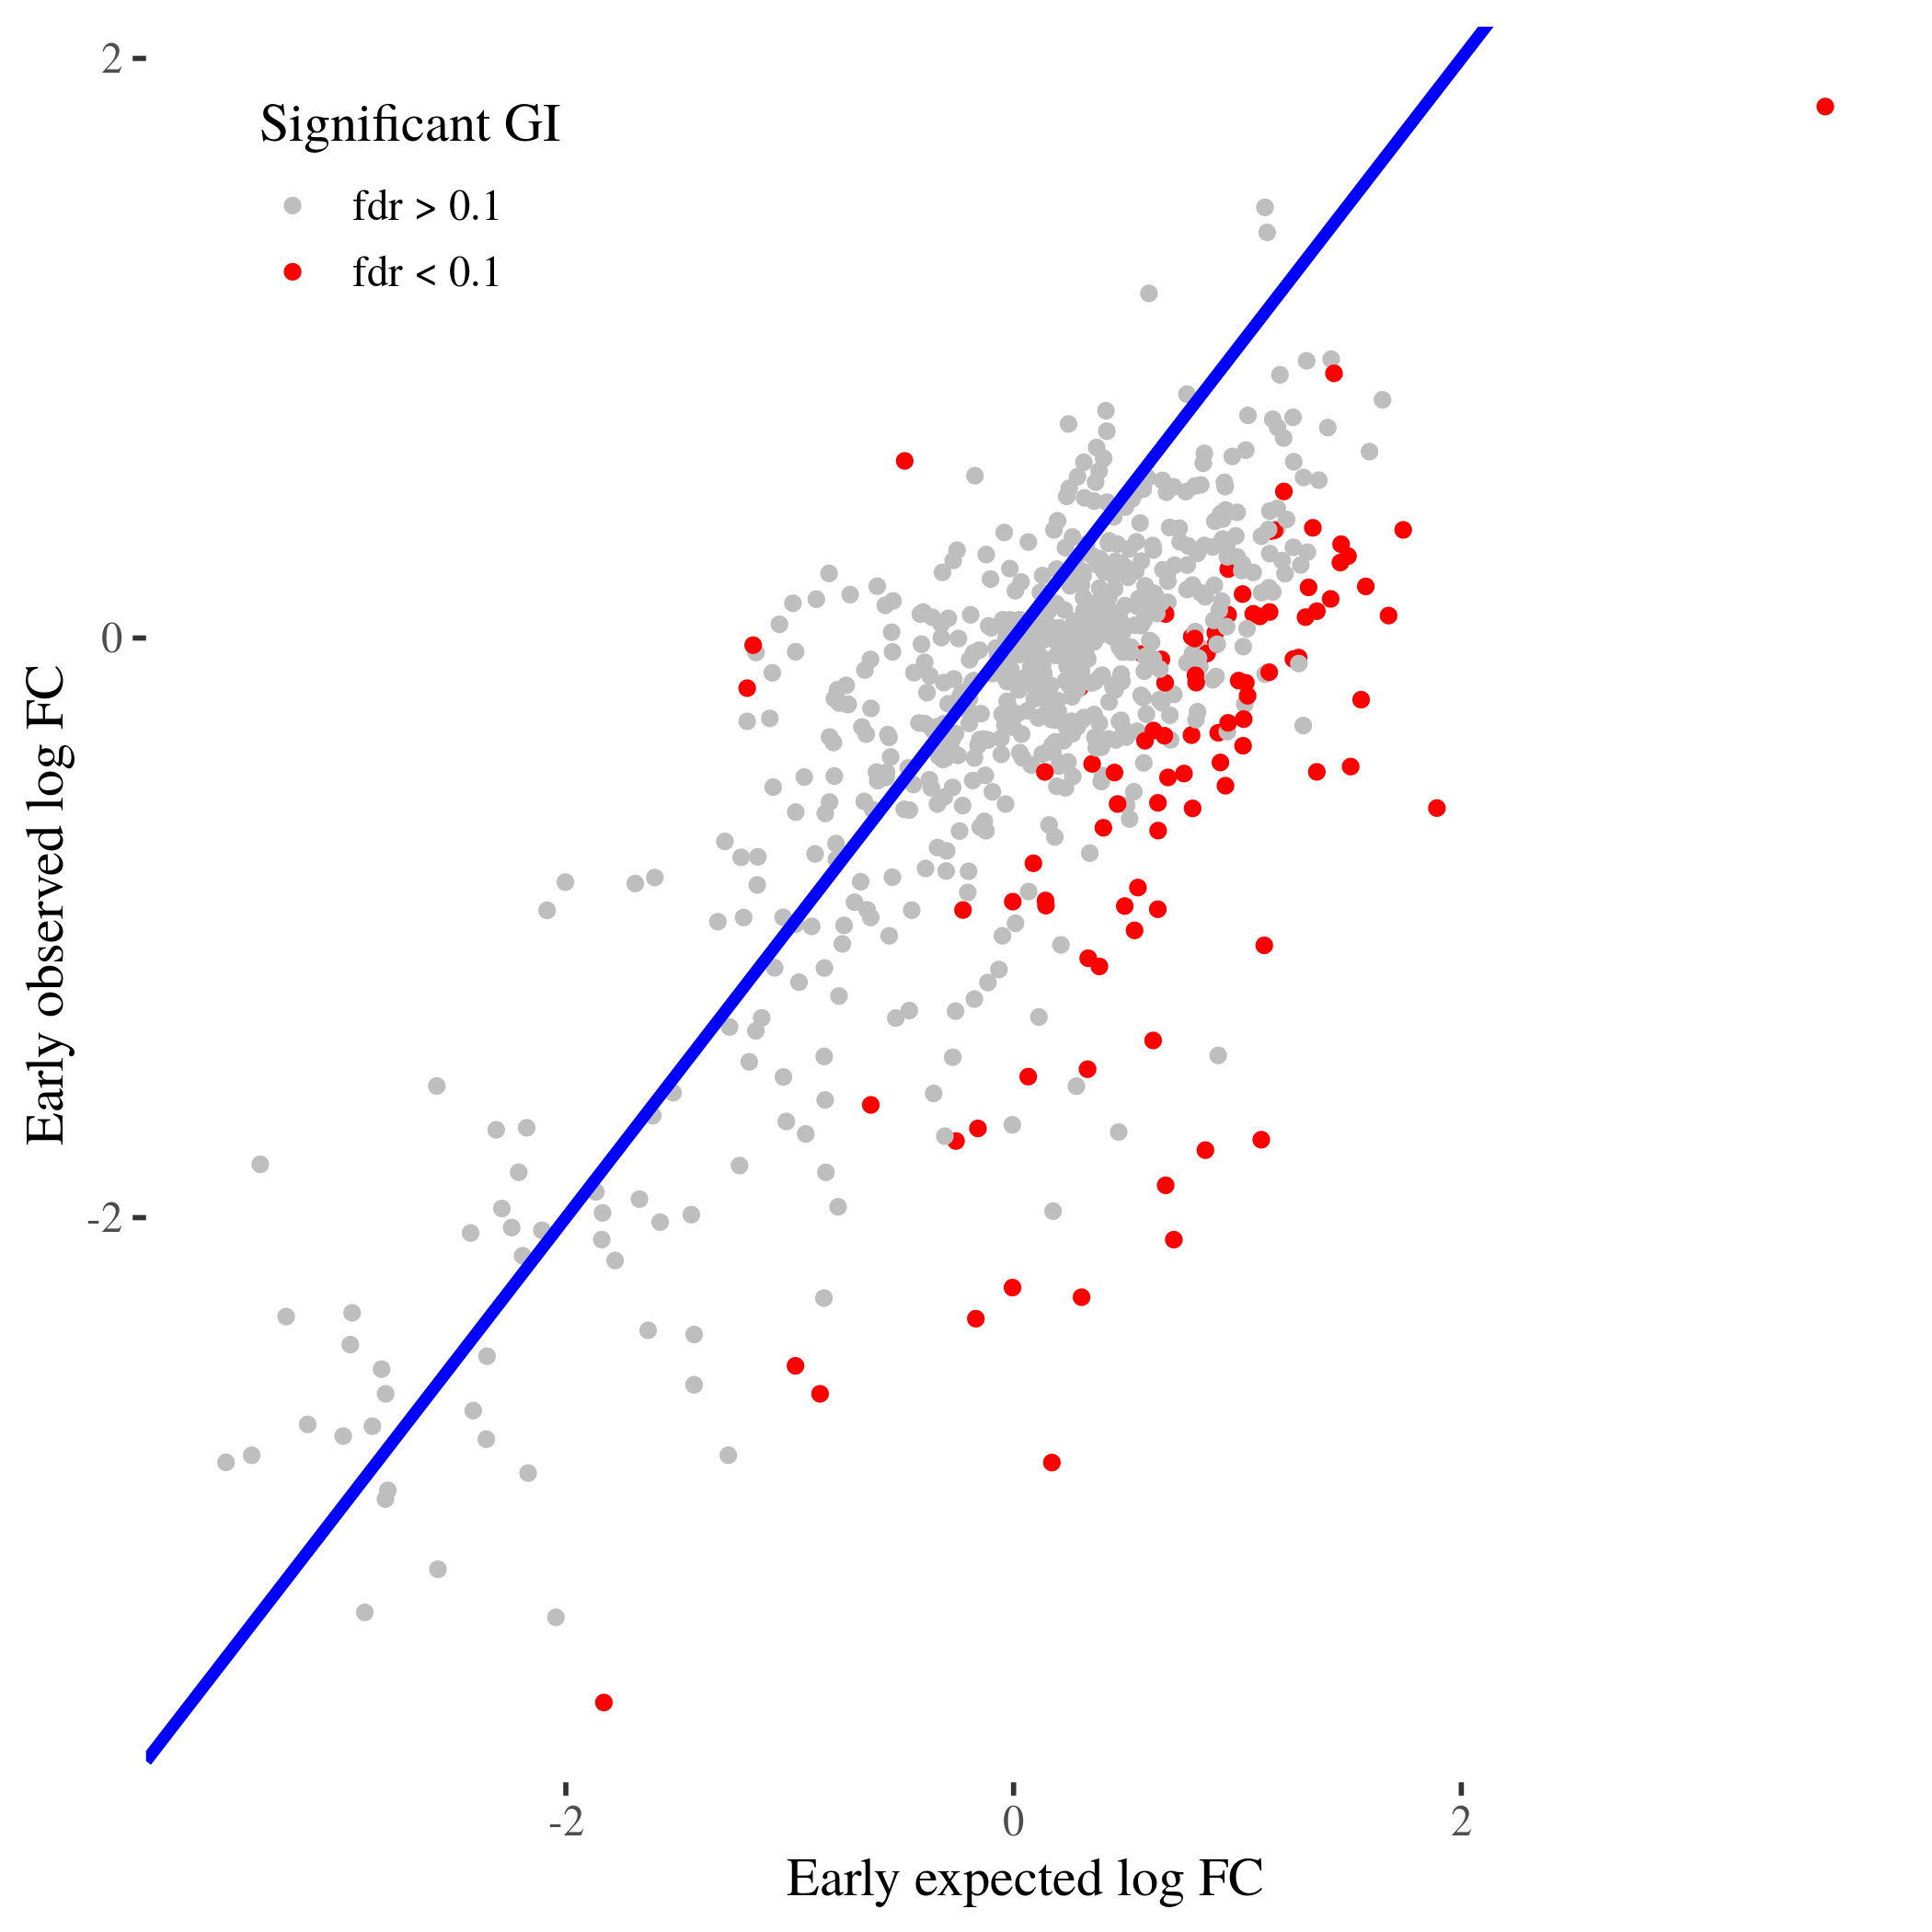 2
Significant GI
fdr > 0.1
fdr < 0.1
0
Early observed log FC
-2
-2
0
2
Early expected log FC